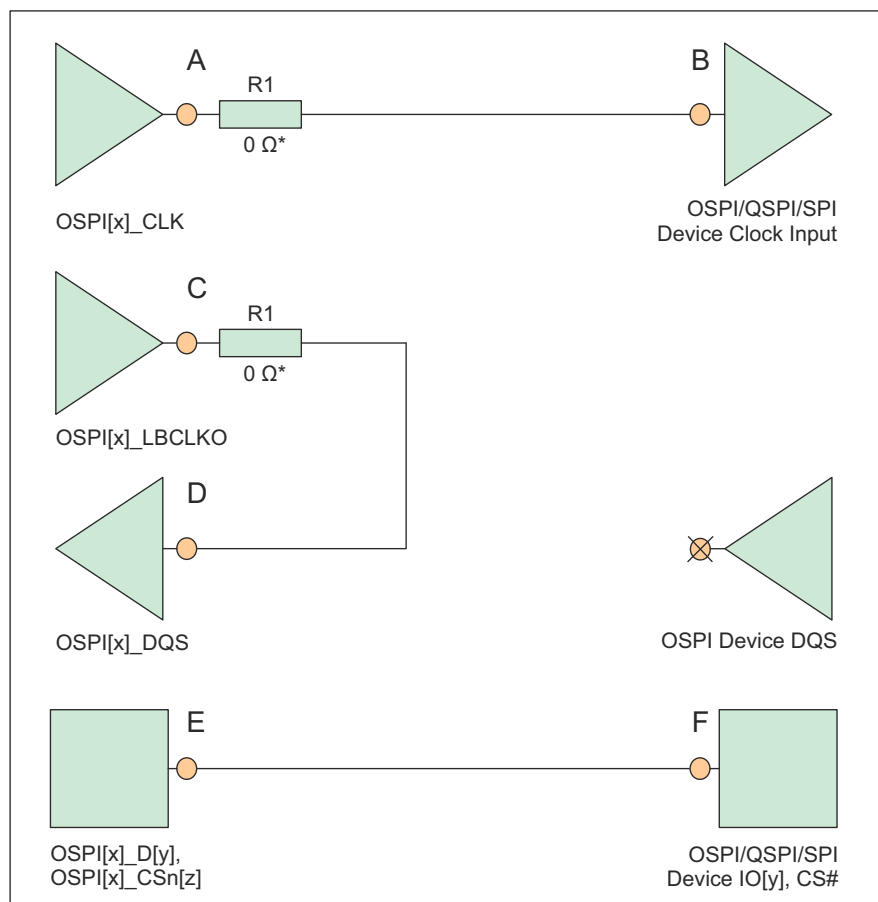 A
B
R1
0 Ω*
OSPI[x]_CLK
OSPI/QSPI/SPI
Device Clock Input
C
R1
0 Ω*
OSPI[x]_LBCLKO
D
OSPI[x]_DQS
OSPI Device DQS
E
F
OSPI[x]_D[y],
OSPI[x]_CSn[z]
OSPI/QSPI/SPI
Device IO[y], CS#